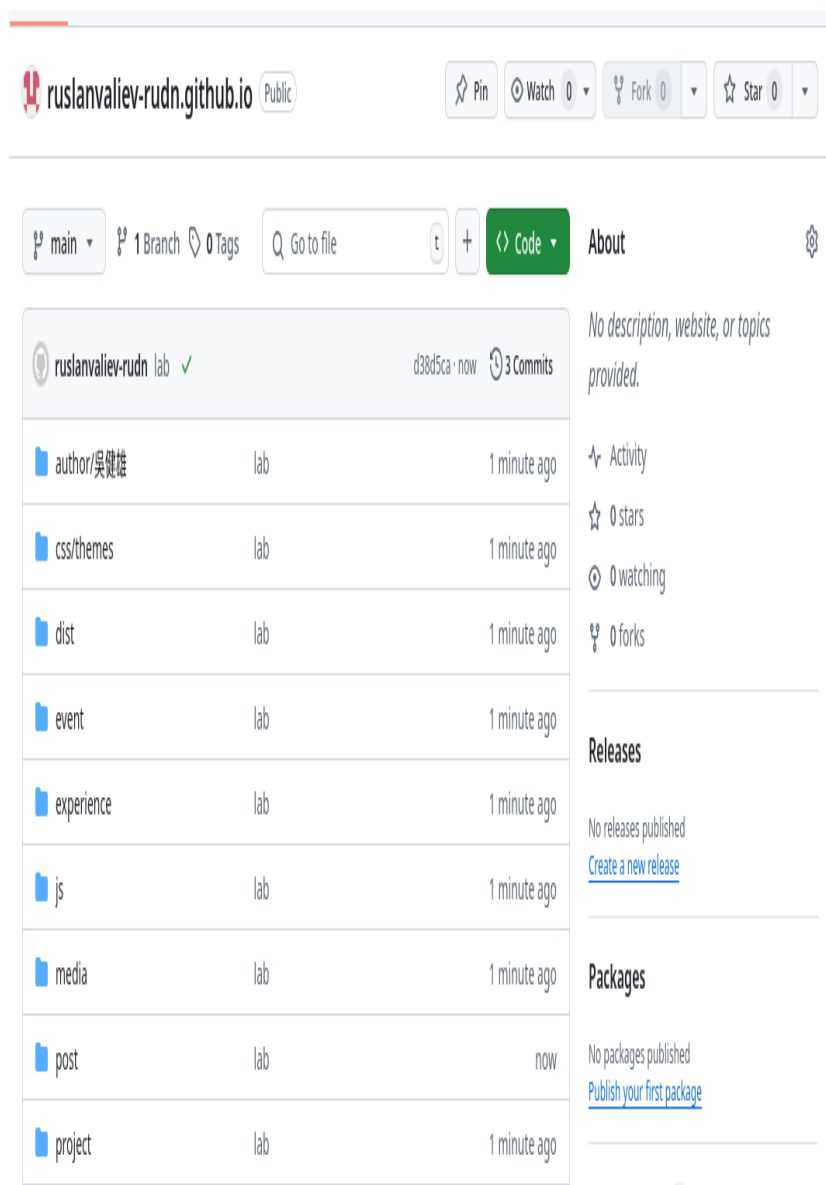 ruslanvaliev-rudn.github.io Public Pin Watch 0 Fork 0 Star 0
main 1 Branch 0 Tags Go to file t + Code
ruslanvaliev-rudn lab d38d5ca · now 3 Commits
author/吳健雄 lab 1 minute ago
css/themes lab 1 minute ago
dist lab 1 minute ago
event lab 1 minute ago
experience lab 1 minute ago
js lab 1 minute ago
media lab 1 minute ago
post lab now
project lab 1 minute ago
About
No description, website, or topics
provided.
Activity
0 stars
0 watching
0 forks
Releases
No releases published
Create a new release
Packages
No packages published
Publish your first package